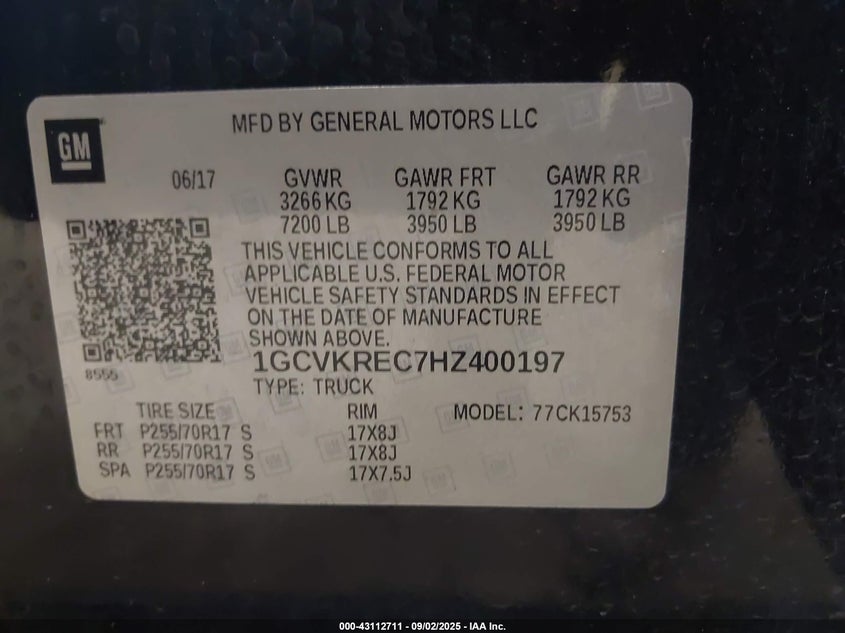 GM
MFD BY GENERAL MOTORS LLC
06/17 GVWR GAWR FRT GAWR RR
3266 KG 1792 KG 1792 KG
7200 LB 3950 LB 3950 LB
THIS VEHICLE CONFORMS TO ALL
APPLICABLE U.S. FEDERAL MOTOR
VEHICLE SAFETY STANDARDS IN EFFECT
ON THE DATE OF MANUFACTURE
SHOWN ABOVE.
1GCVKREC7HZ400197
8555
TYPE: TRUCK
TIRE SIZE RIM MODEL: 77CK15753
FRT P255/70R17 S 17X8J
RR P255/70R17 S 17X8J
SPA P255/70R17 S 17X7.5J
000-43112711 - 09/02/2025 - IAA Inc.